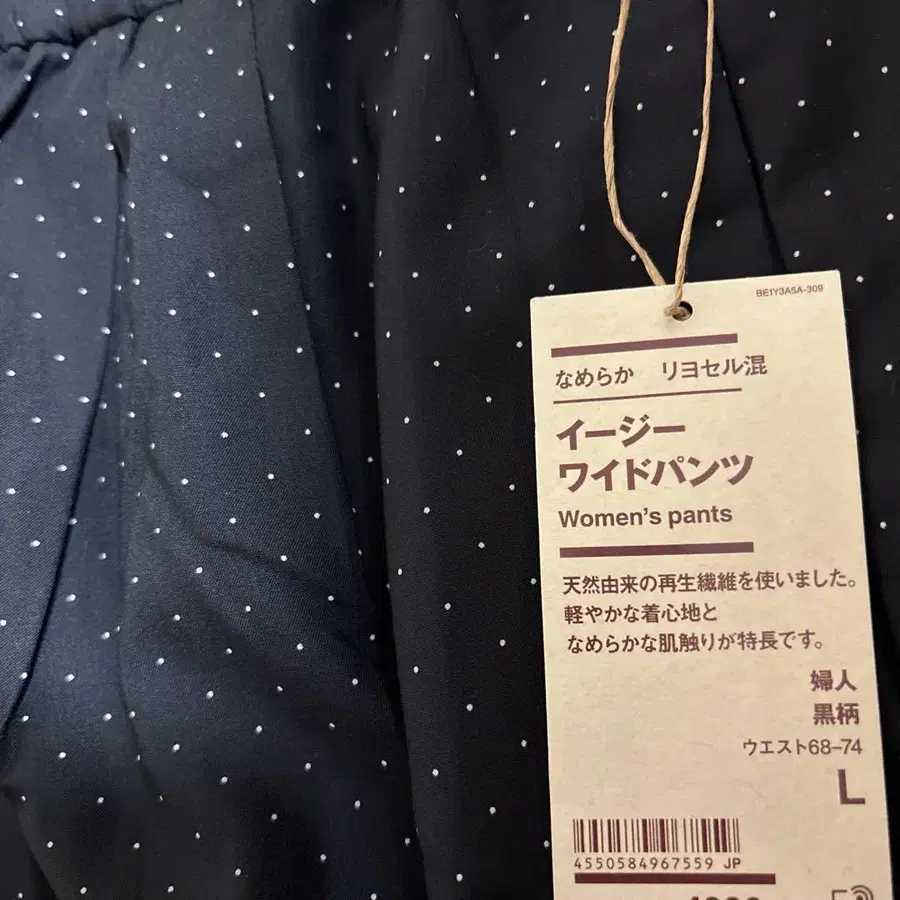 BE1Y3A5A-309
なめらか リヨセル混
イージー
ワイドパンツ
Women's pants
天然由来の再生繊維を使いました。
軽やかな着心地と
なめらかな肌触りが特長です。
婦人
黒柄
ウエスト68–74
L
4550584967559 JP